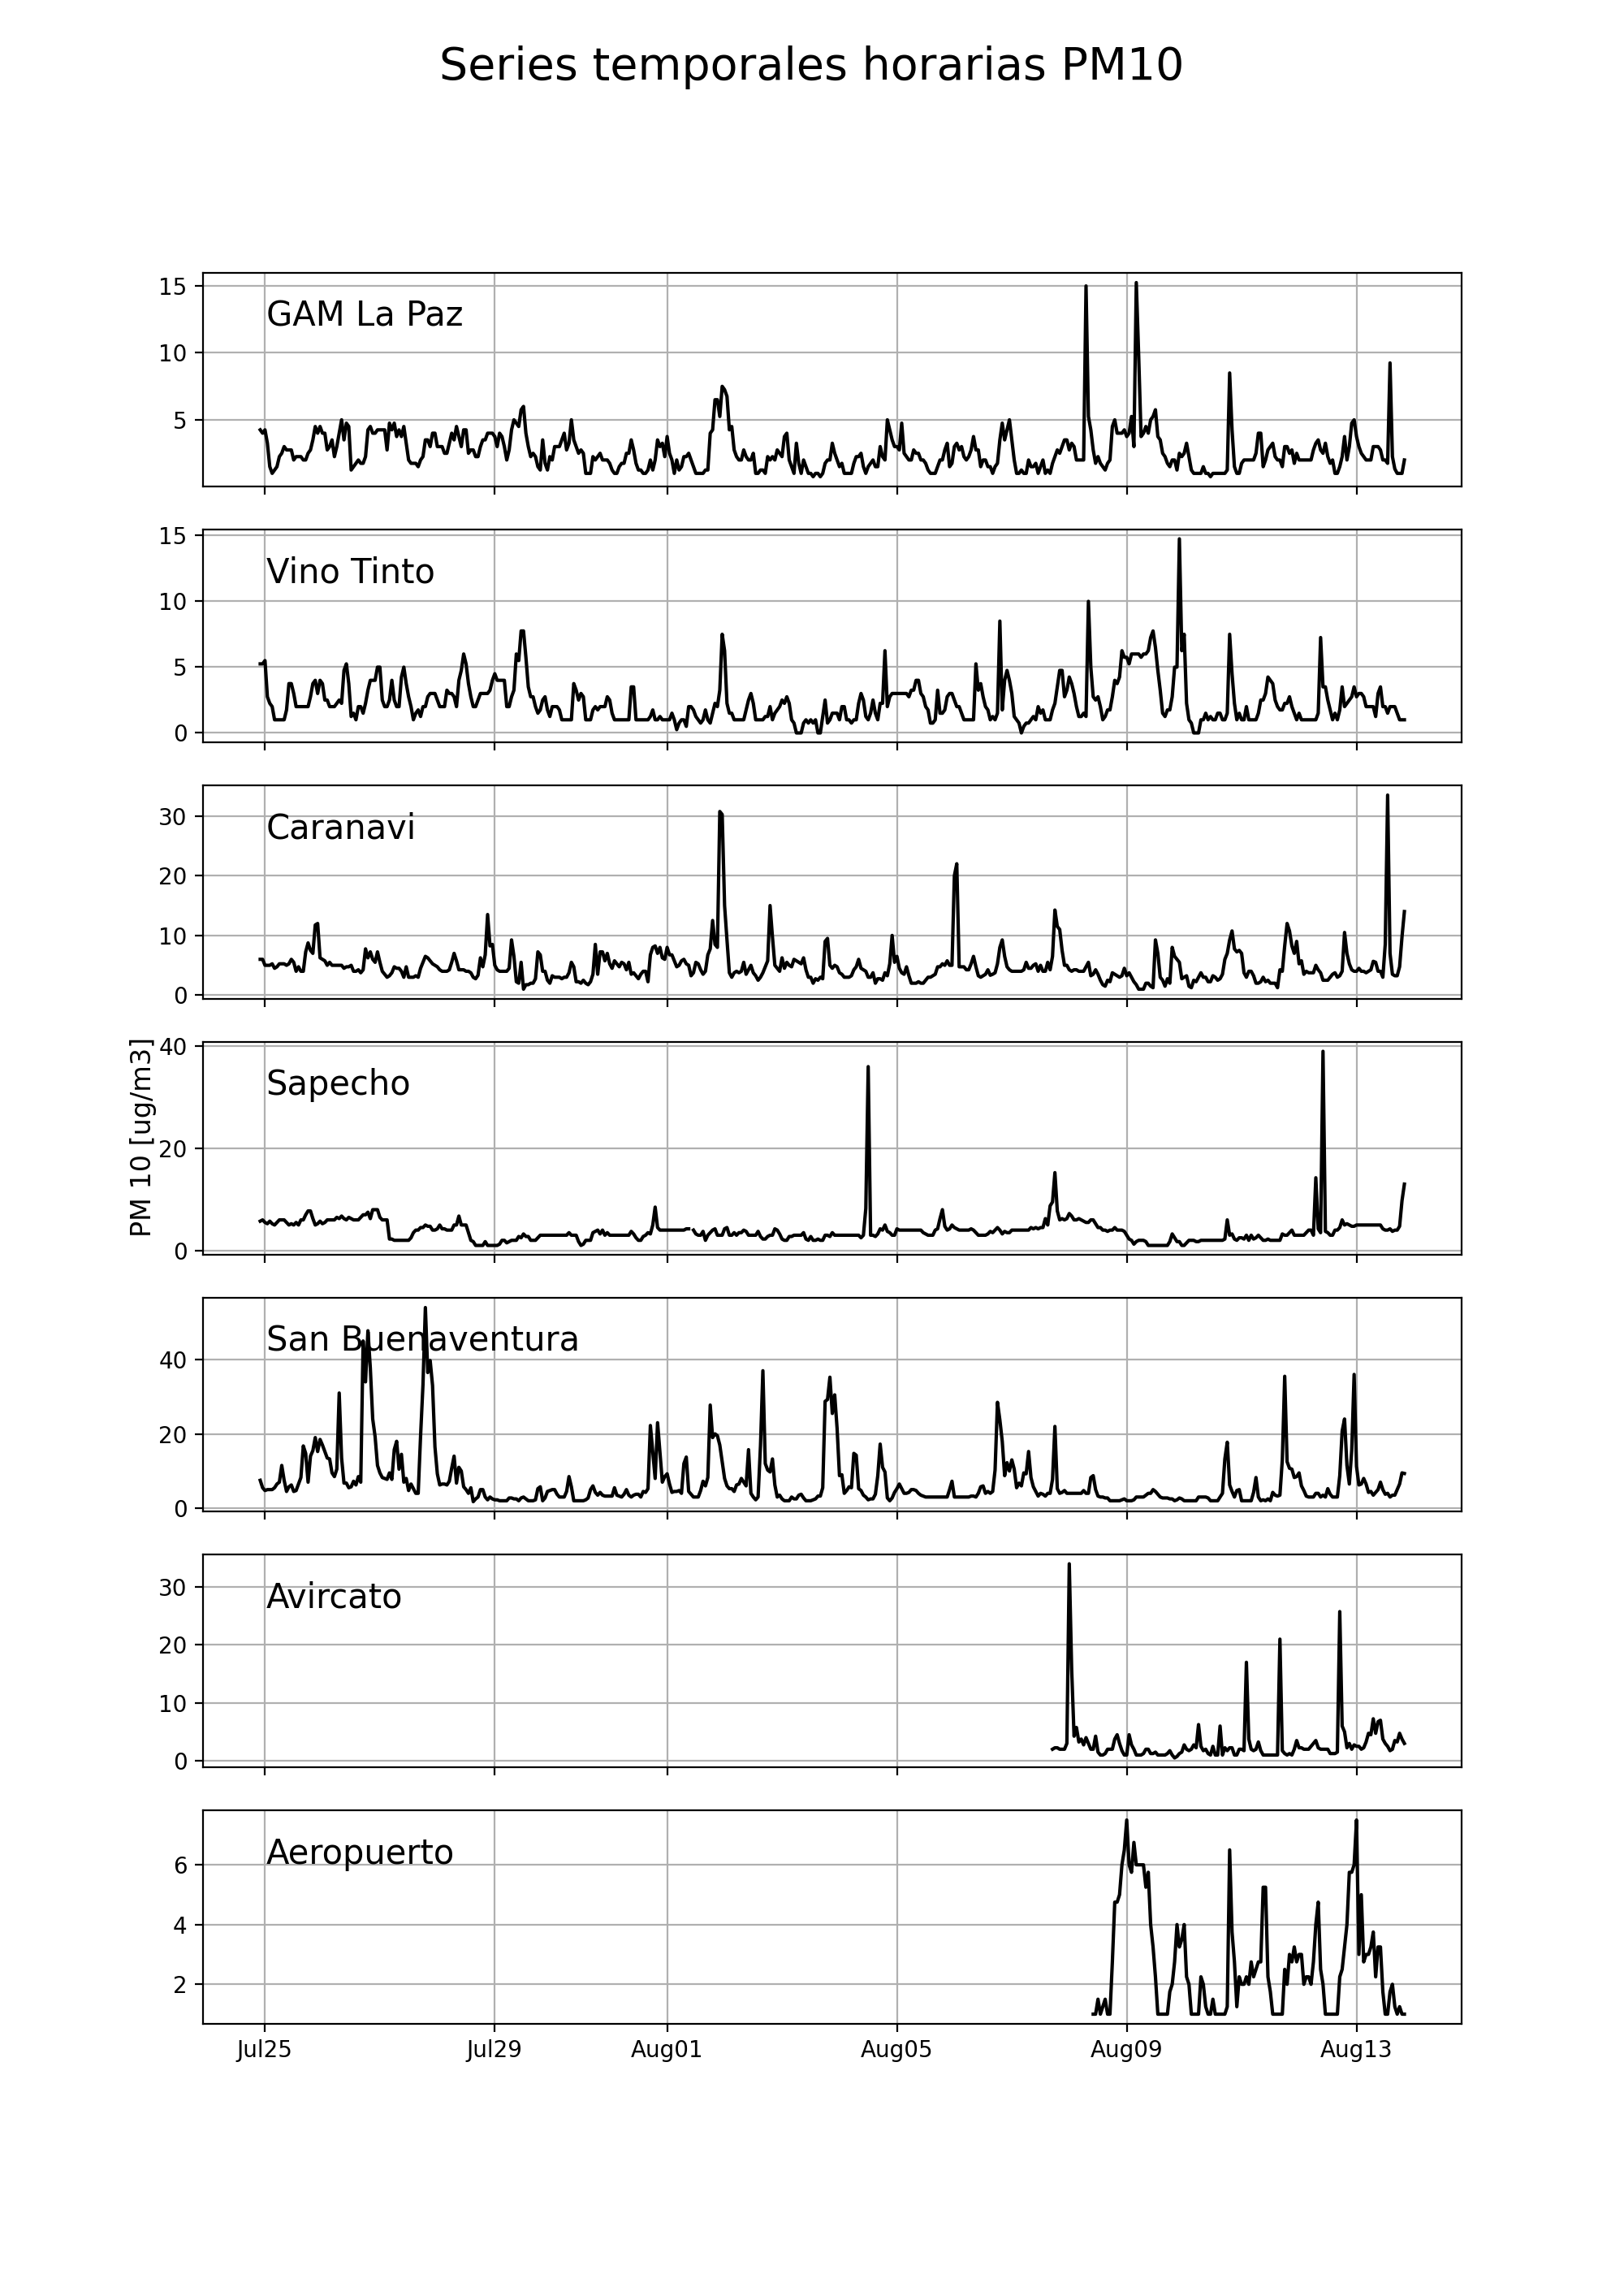 Series temporales horarias PM10
15
GAM La Paz
10
5
15
Vino Tinto
10
5
0
30
Caranavi
20
10
0
PM 10 [ug/m3]
40
Sapecho
20
0
San Buenaventura
40
20
0
30
Avircato
20
10
0
Aeropuerto
6
4
2
Jul25 Jul29 Aug01 Aug05 Aug09 Aug13